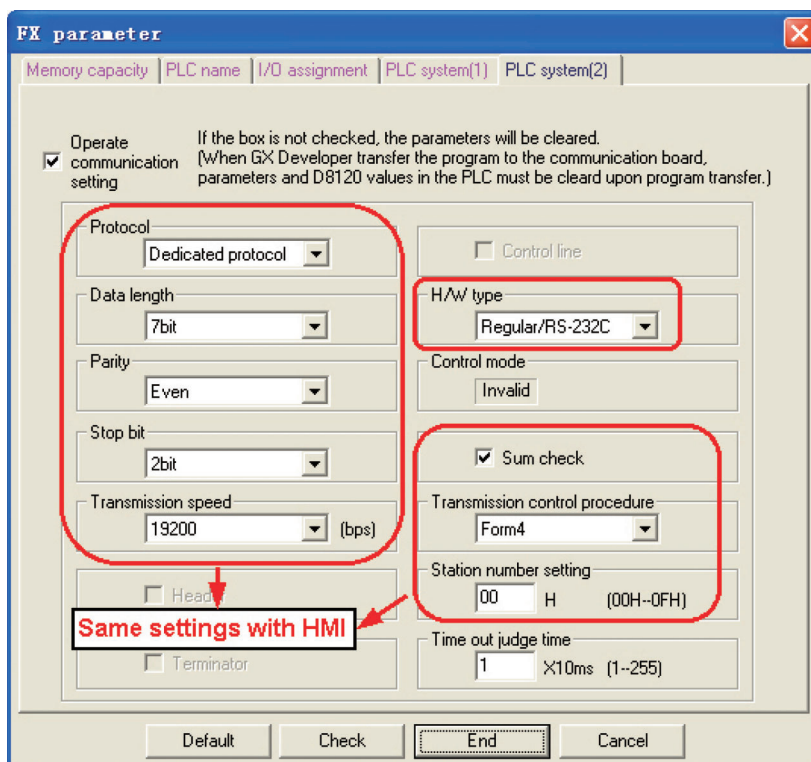 FX parameter
Memory capacity PLC name I/O assignment PLC system(1) PLC system(2)
Operate communication setting
If the box is not checked, the parameters will be cleared.
(When GX Developer transfer the program to the communication board,
parameters and D8120 values in the PLC must be cleard upon program transfer.)
Protocol
Dedicated protocol
Control line
Data length
7bit
H/W type
Regular/RS-232C
Parity
Even
Control mode
Invalid
Stop bit
2bit
Sum check
Transmission speed
19200 (bps)
Transmission control procedure
Form4
Header
Station number setting
00 H (00H--0FH)
Same settings with HMI
Terminator
Time out judge time
1 X10ms (1--255)
Default Check End Cancel